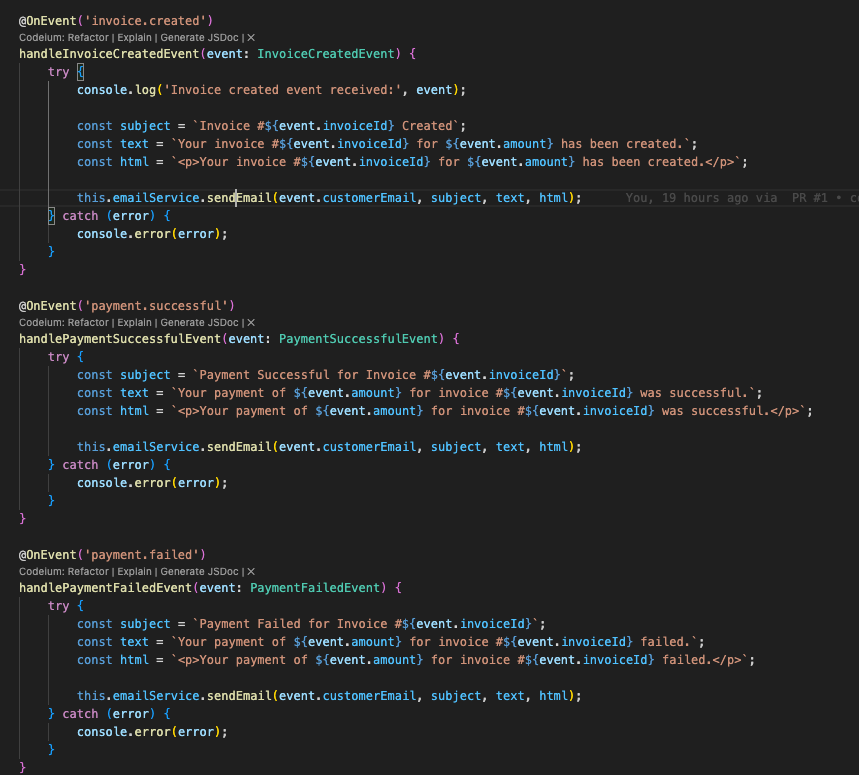 @OnEvent('invoice.created')
Codeium: Refactor | Explain | Generate JSDoc | ✕
handleInvoiceCreatedEvent(event: InvoiceCreatedEvent) {
try {
console.log('Invoice created event received:', event);
const subject = `Invoice #${event.invoiceId} Created`;
const text = `Your invoice #${event.invoiceId} for ${event.amount} has been created.`;
const html = `<p>Your invoice #${event.invoiceId} for ${event.amount} has been created.</p>`;
this.emailService.sendEmail(event.customerEmail, subject, text, html); You, 19 hours ago via PR #1 •
} catch (error) {
console.error(error);
}
}
@OnEvent('payment.successful')
Codeium: Refactor | Explain | Generate JSDoc | ✕
handlePaymentSuccessfulEvent(event: PaymentSuccessfulEvent) {
try {
const subject = `Payment Successful for Invoice #${event.invoiceId}`;
const text = `Your payment of ${event.amount} for invoice #${event.invoiceId} was successful.`;
const html = `<p>Your payment of ${event.amount} for invoice #${event.invoiceId} was successful.</p>`;
this.emailService.sendEmail(event.customerEmail, subject, text, html);
} catch (error) {
console.error(error);
}
}
@OnEvent('payment.failed')
Codeium: Refactor | Explain | Generate JSDoc | ✕
handlePaymentFailedEvent(event: PaymentFailedEvent) {
try {
const subject = `Payment Failed for Invoice #${event.invoiceId}`;
const text = `Your payment of ${event.amount} for invoice #${event.invoiceId} failed.`;
const html = `<p>Your payment of ${event.amount} for invoice #${event.invoiceId} failed.</p>`;
this.emailService.sendEmail(event.customerEmail, subject, text, html);
} catch (error) {
console.error(error);
}
}